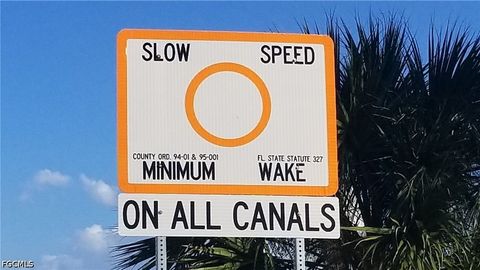 SLOW SPEED
COUNTY ORD. 94-01 & 95-001 FL. STATE STATUTE 327
MINIMUM WAKE
ON ALL CANALS
FGCMLS